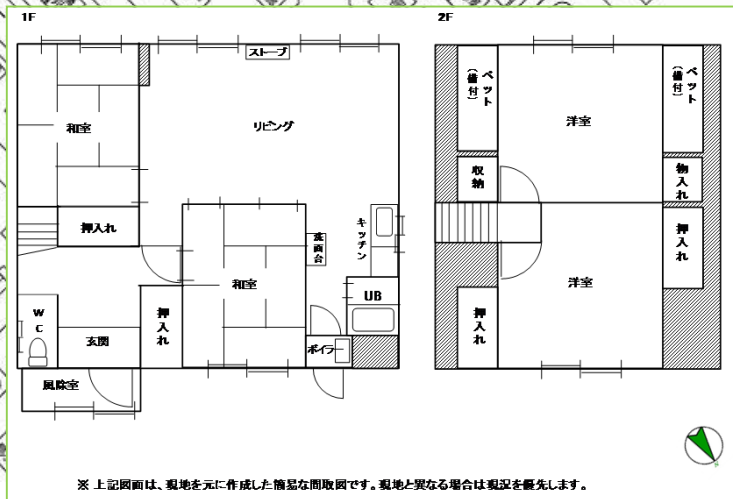 1F
ストーブ
和室
リビング
押入れ
キッチン
洗面台
和室
UB
WC
押入れ
玄関
ボイラ
風除室
2F
ベット
(備付)
ベット
(備付)
洋室
収納
物入れ
押入れ
洋室
押入れ
※ 上記図面は、現地を元に作成した簡易な間取図です。現地と異なる場合は現況を優先します。